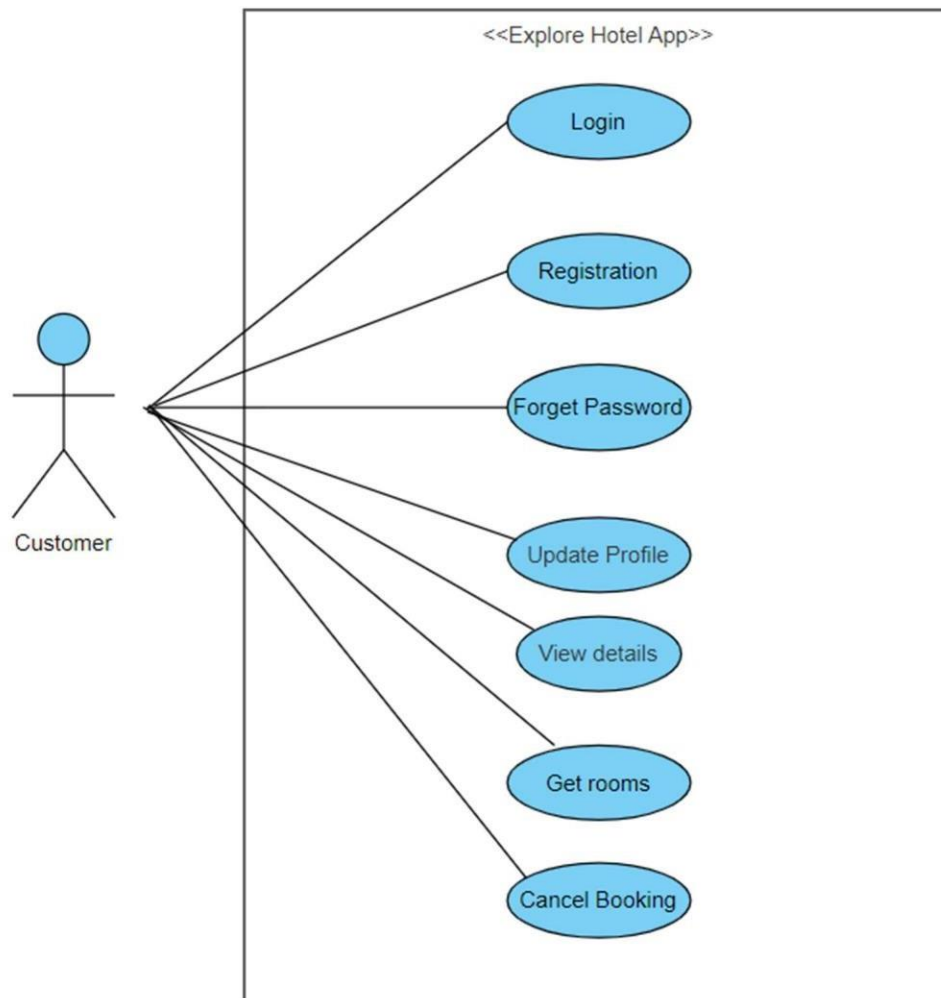 <<Explore Hotel App>>
Login
Registration
Forget Password
Customer
Update Profile
View details
Get rooms
Cancel Booking